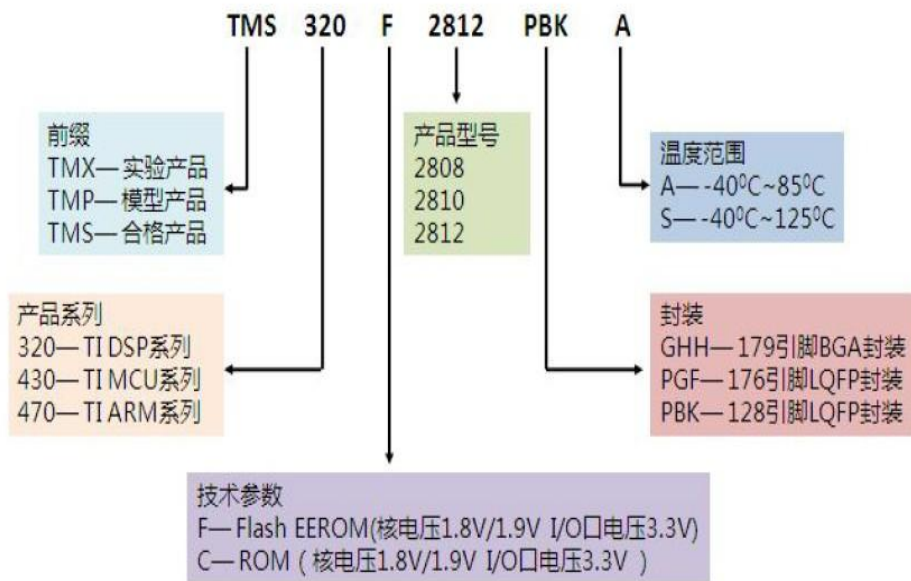 TMS 320 F 2812 PBK A
前缀
TMX—实验产品
TMP—模型产品
TMS—合格产品
产品型号
2808
2810
2812
温度范围
A—-40⁰C~85⁰C
S—-40⁰C~125⁰C
产品系列
320—TI DSP系列
430—TI MCU系列
470—TI ARM系列
封装
GHH—179引脚BGA封装
PGF—176引脚LQFP封装
PBK—128引脚LQFP封装
技术参数
F—Flash EEROM(核电压1.8V/1.9V I/O口电压3.3V)
C—ROM（核电压1.8V/1.9V I/O口电压3.3V ）